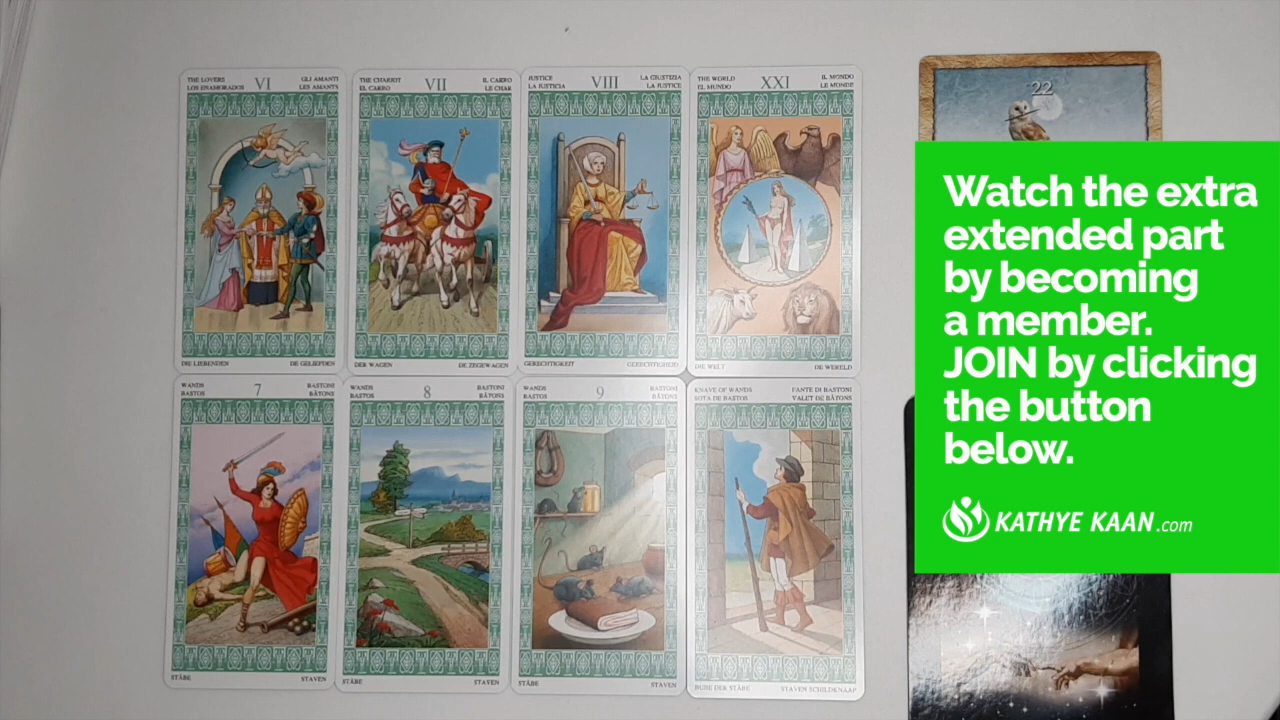 THE LOVERS VI GLI AMANTI
LOS ENAMORADOS LES AMANTS
DIE LIEBENDEN DE GELIEFDEN
THE CHARIOT VII IL CARRO
EL CARRO LE CHAR
DER WAGEN DE ZEGEWAGEN
JUSTICE VIII LA GIUSTIZIA
LA JUSTICIA LA JUSTICE
GERECHTIGKEIT GERECHTIGHEID
THE WORLD XXI IL MONDO
EL MUNDO LE MONDE
DIE WELT DE WERELD
WANDS 7 BASTONI
BASTOS BÂTONS
STÄBE STAVEN
WANDS 8 BASTONI
BASTOS BÂTONS
STÄBE STAVEN
WANDS 9 BASTONI
BASTOS BÂTONS
STÄBE STAVEN
KNAVE OF WANDS FANTE DI BASTONI
SOTA DE BASTOS VALET DE BÂTONS
BUBE DER STÄBE STAVEN SCHILDKNAAP
22
Watch the extra
extended part
by becoming
a member.
JOIN by clicking
the button
below.
KATHYE KAAN.com